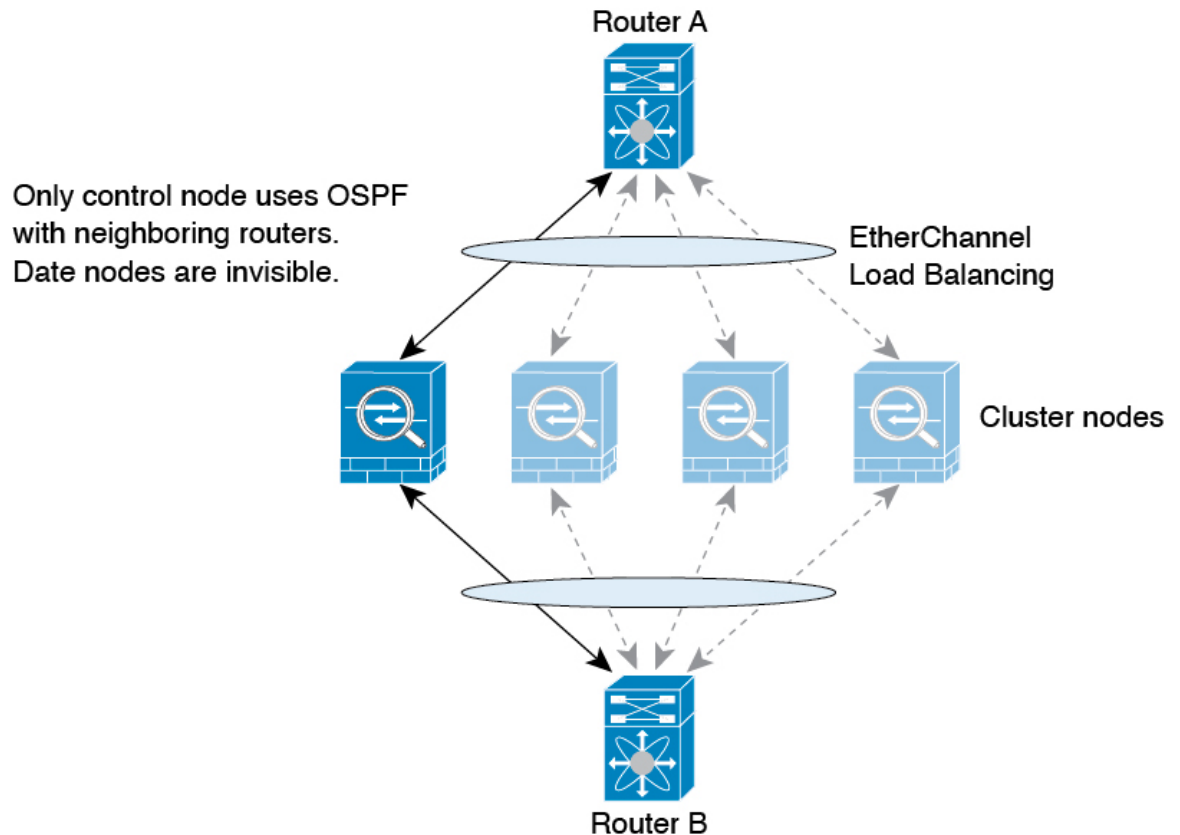 Router A
Only control node uses OSPF
with neighboring routers.
Date nodes are invisible.
EtherChannel
Load Balancing
Cluster nodes
Router B